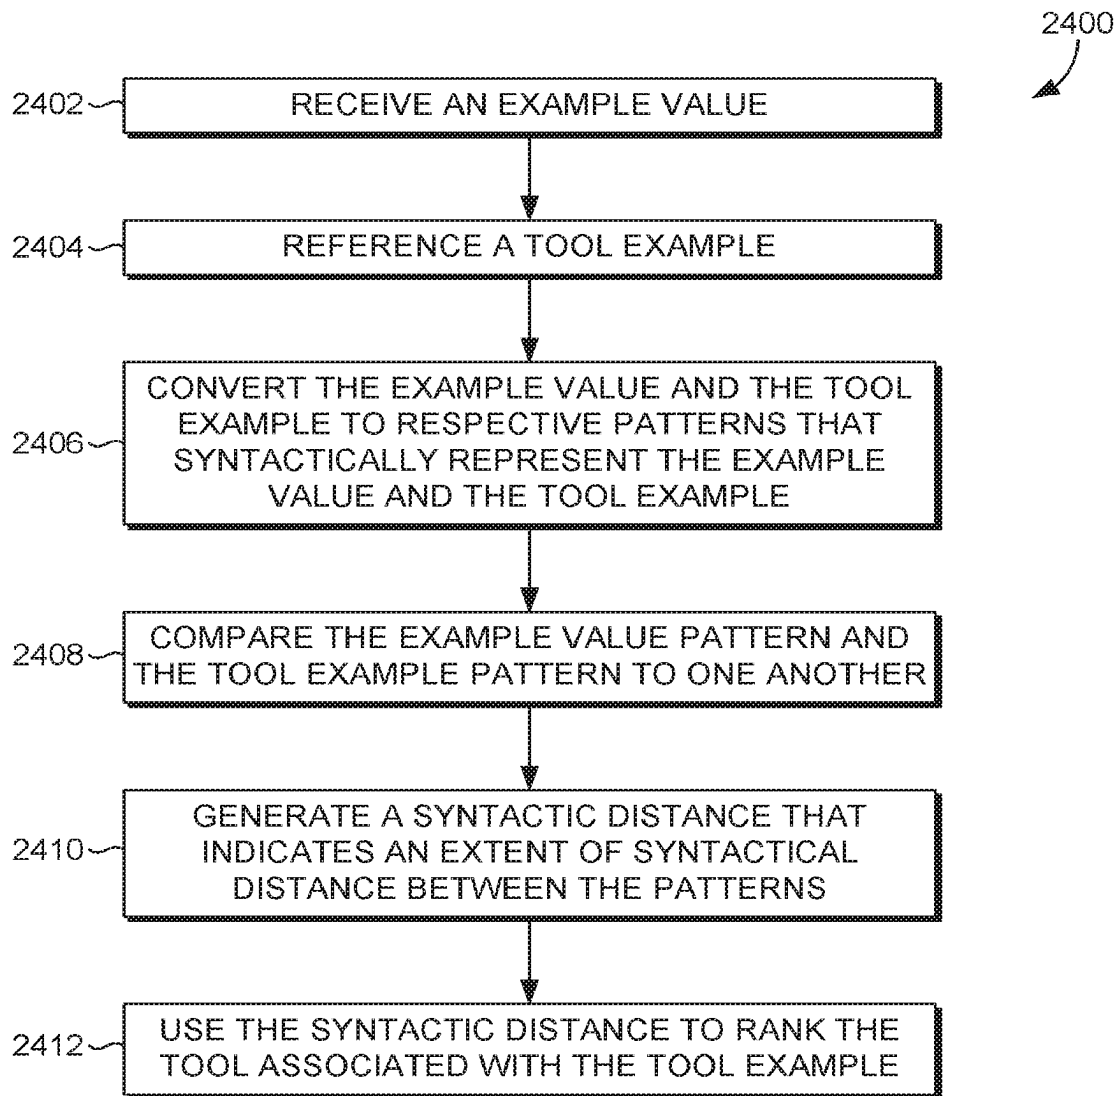 2400
2402
RECEIVE AN EXAMPLE VALUE
2404
REFERENCE A TOOL EXAMPLE
2406
CONVERT THE EXAMPLE VALUE AND THE TOOL
EXAMPLE TO RESPECTIVE PATTERNS THAT
SYNTACTICALLY REPRESENT THE EXAMPLE
VALUE AND THE TOOL EXAMPLE
2408
COMPARE THE EXAMPLE VALUE PATTERN AND
THE TOOL EXAMPLE PATTERN TO ONE ANOTHER
2410
GENERATE A SYNTACTIC DISTANCE THAT
INDICATES AN EXTENT OF SYNTACTICAL
DISTANCE BETWEEN THE PATTERNS
2412
USE THE SYNTACTIC DISTANCE TO RANK THE
TOOL ASSOCIATED WITH THE TOOL EXAMPLE